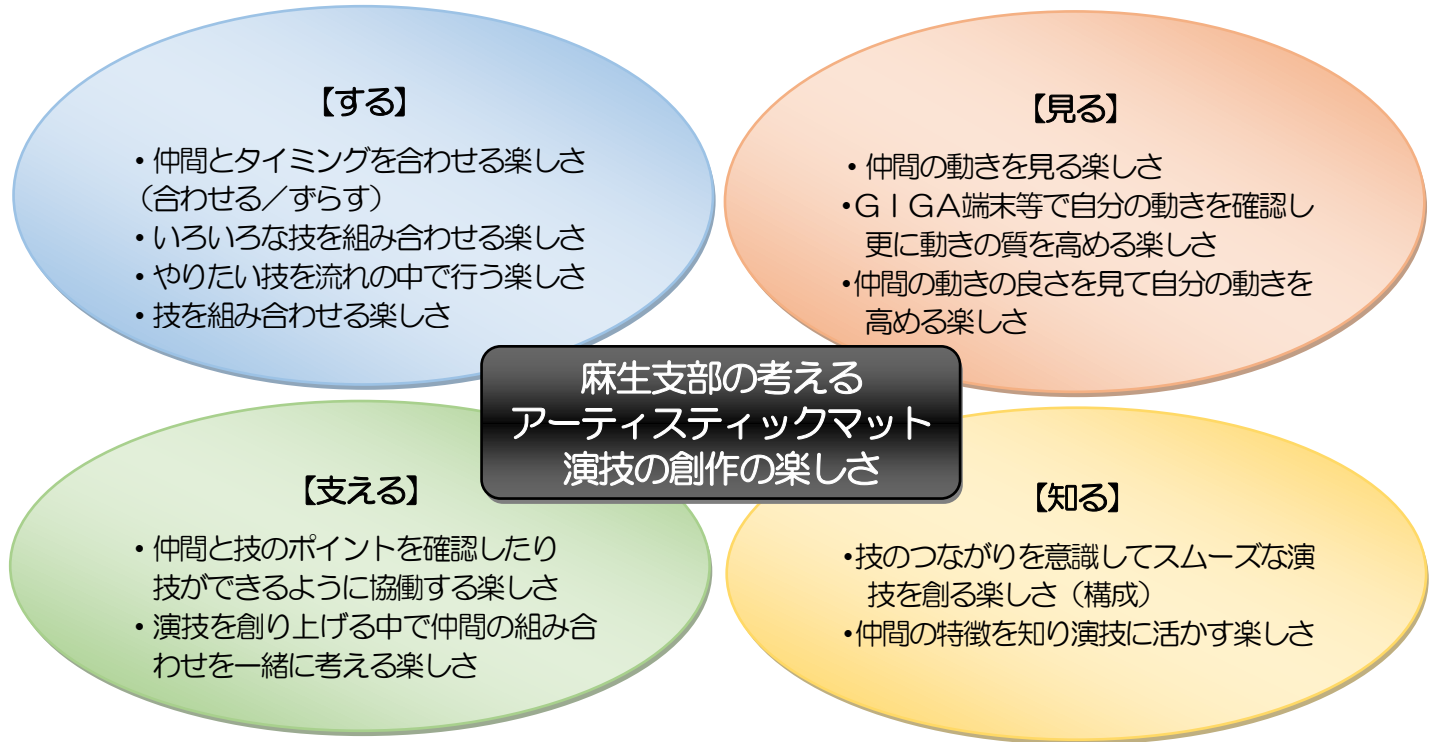 【する】
・仲間とタイミングを合わせる楽しさ
（合わせる／ずらす）
・いろいろな技を組み合わせる楽しさ
・やりたい技を流れの中で行う楽しさ
・技を組み合わせる楽しさ
【見る】
・仲間の動きを見る楽しさ
・ＧＩＧＡ端末等で自分の動きを確認し
更に動きの質を高める楽しさ
・仲間の動きの良さを見て自分の動きを
高める楽しさ
麻生支部の考える
アーティスティックマット
演技の創作の楽しさ
【支える】
・仲間と技のポイントを確認したり
技ができるように協働する楽しさ
・演技を創り上げる中で仲間の組み合
わせを一緒に考える楽しさ
【知る】
・技のつながりを意識してスムーズな演
技を創る楽しさ（構成）
・仲間の特徴を知り演技に活かす楽しさ